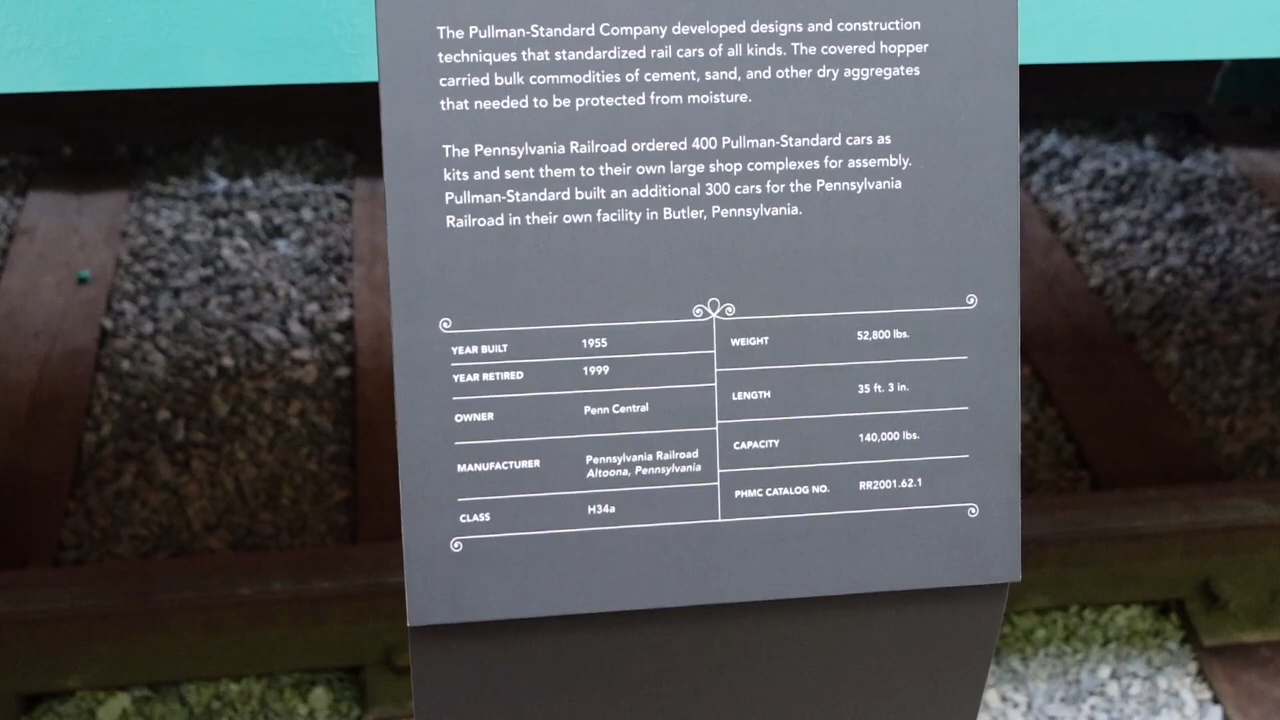 The Pullman-Standard Company developed designs and construction
techniques that standardized rail cars of all kinds. The covered hopper
carried bulk commodities of cement, sand, and other dry aggregates
that needed to be protected from moisture.
The Pennsylvania Railroad ordered 400 Pullman-Standard cars as
kits and sent them to their own large shop complexes for assembly.
Pullman-Standard built an additional 300 cars for the Pennsylvania
Railroad in their own facility in Butler, Pennsylvania.
YEAR BUILT 1955
YEAR RETIRED 1999
OWNER Penn Central
MANUFACTURER Pennsylvania Railroad
Altoona, Pennsylvania
CLASS H34a
WEIGHT 52,800 lbs.
LENGTH 35 ft. 3 in.
CAPACITY 140,000 lbs.
PHMC CATALOG NO. RR2001.62.1